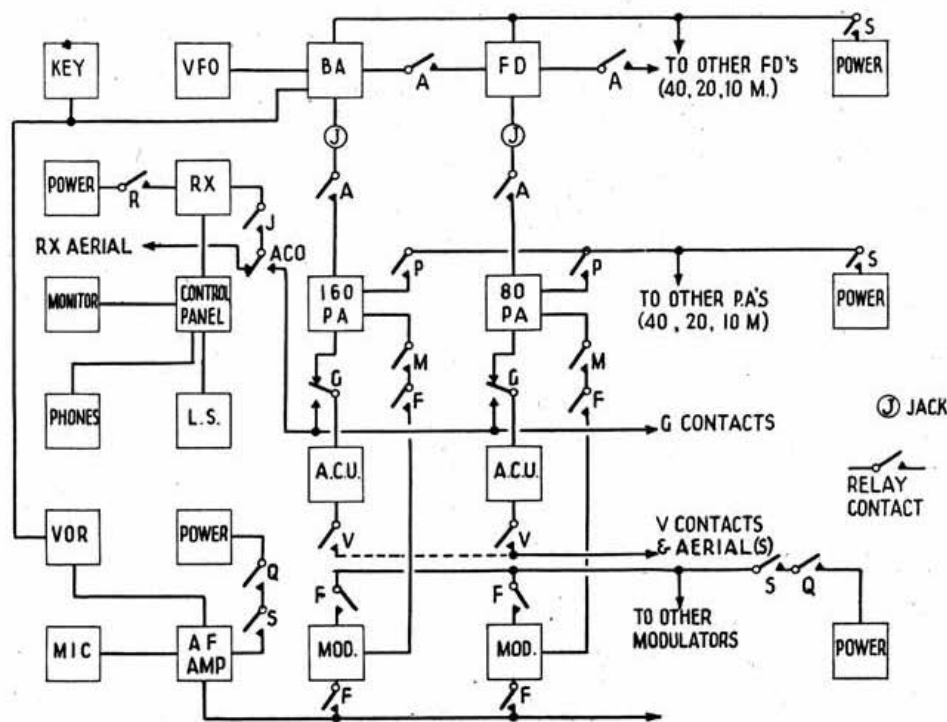 KEY
VFO
BA
A
FD
A
S
POWER
TO OTHER FD'S
(40,20,10 M.)
J
J
A
A
POWER
R
RX
J
RX AERIAL
ACO
MONITOR
CONTROL
PANEL
160
PA
P
80
PA
P
S
POWER
TO OTHER P.A'S
(40, 20, 10 M)
M
F
M
F
G
G
PHONES
L.S.
G CONTACTS
J JACK
A.C.U.
A.C.U.
RELAY
CONTACT
V
V
V CONTACTS
& AERIAL(S)
VOR
POWER
Q
S
F
F
S
Q
TO OTHER
MODULATORS
POWER
MIC
AF
AMP
MOD.
MOD.
F
F